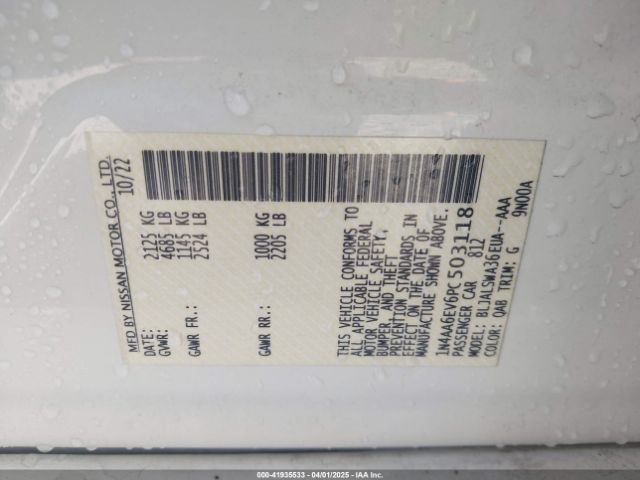 MFD BY NISSAN MOTOR CO., LTD.
DATE: 10/22
GVWR: 2125 KG
4685 LB
GAWR FR.: 1145 KG
2524 LB
GAWR RR.: 1000 KG
2205 LB
THIS VEHICLE CONFORMS TO
ALL APPLICABLE FEDERAL
MOTOR VEHICLE SAFETY,
BUMPER, AND THEFT
PREVENTION STANDARDS IN
EFFECT ON THE DATE OF
MANUFACTURE SHOWN ABOVE.
1N4AA6EV6PC503118
PASSENGER CAR 812
MODEL: BLJALSWA36EUA--AAA
COLOR: QAB TRIM: G 9N00A
000-41935533 - 04/01/2025 - iaai.com